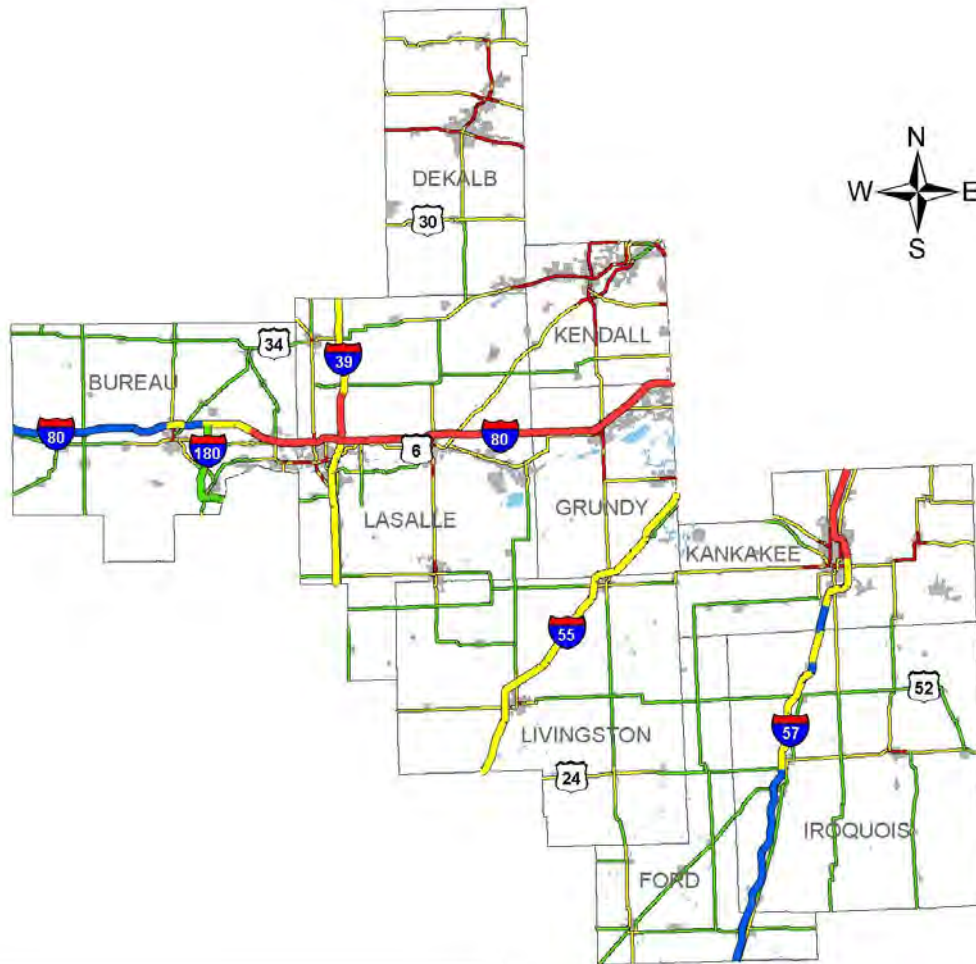 N
W E
S
DEKALB
30
KENDALL
34
39
BUREAU
80
6
80
180
LASALLE
GRUNDY
KANKAKEE
55
52
LIVINGSTON
57
24
IROQUOIS
FORD